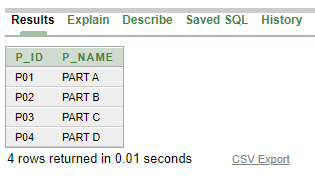 Results Explain Describe Saved SQL History
P_ID P_NAME
P01 PART A
P02 PART B
P03 PART C
P04 PART D
4 rows returned in 0.01 seconds CSV Export